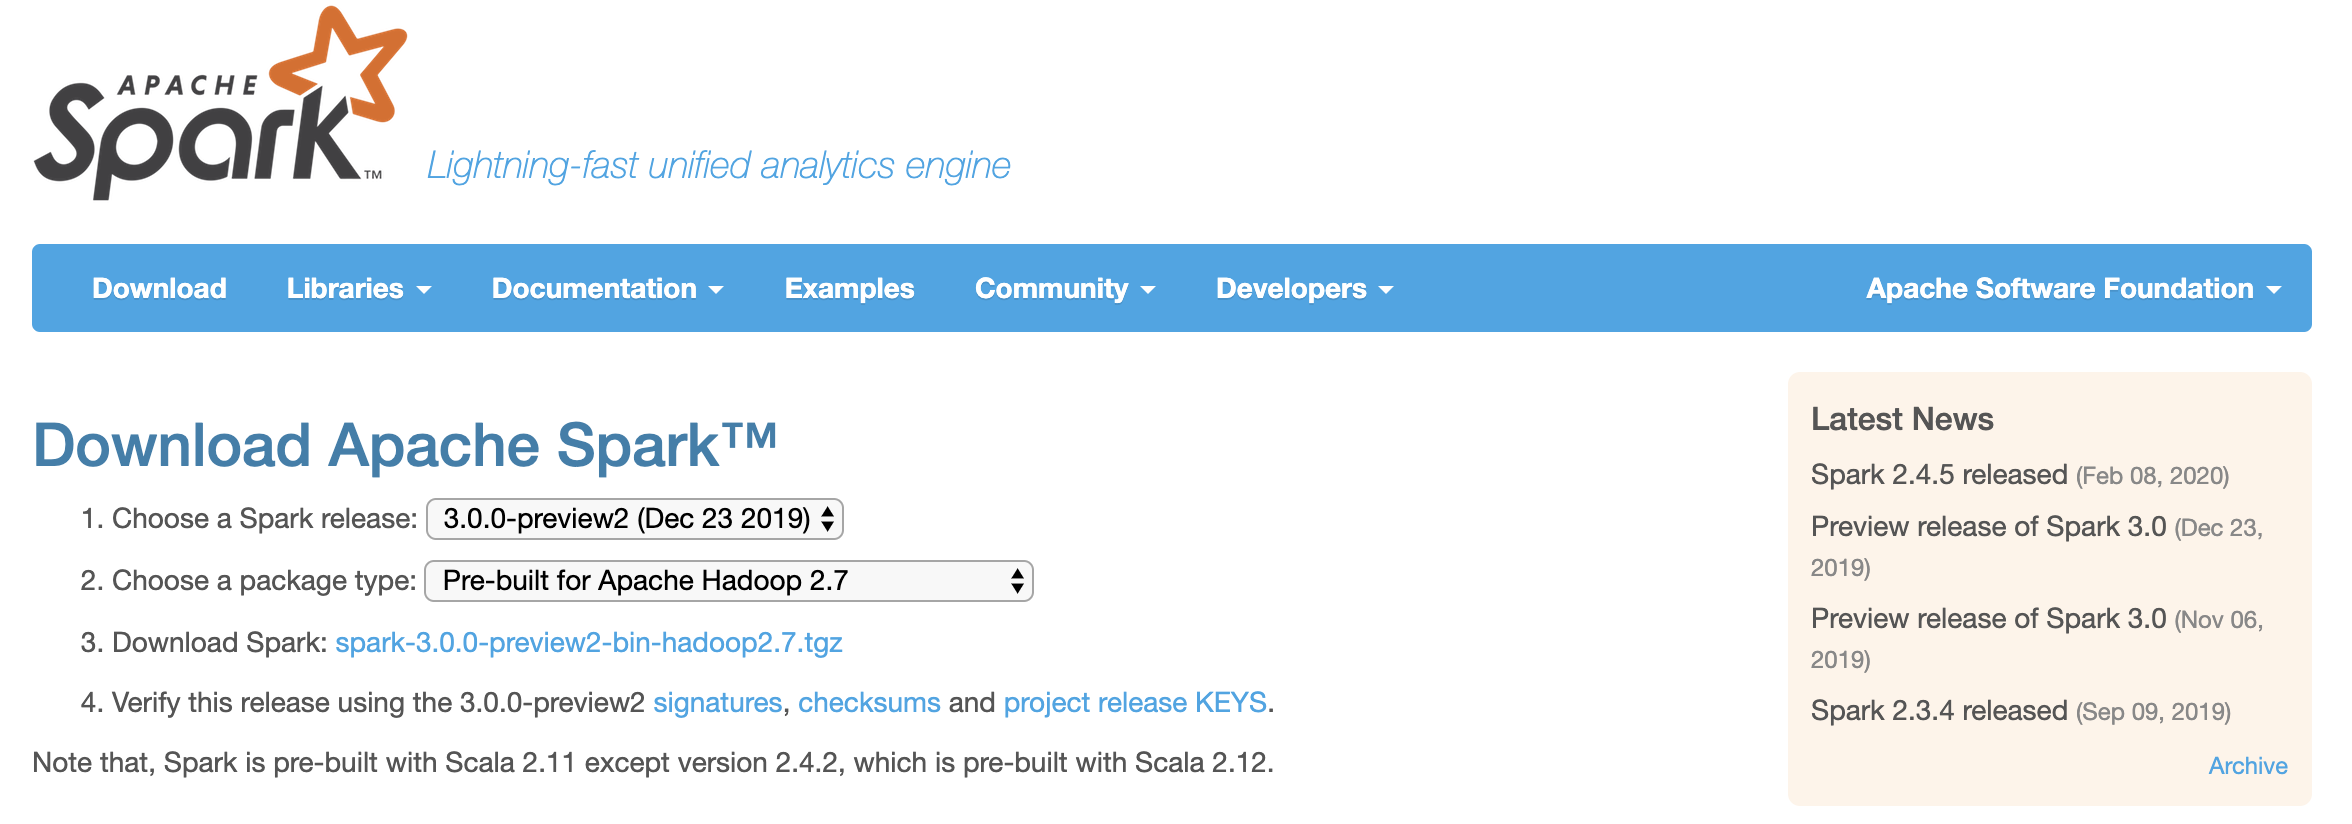 APACHE
Spark™
Lightning-fast unified analytics engine
Download Libraries Documentation Examples Community Developers Apache Software Foundation
Download Apache Spark™
1. Choose a Spark release: 3.0.0-preview2 (Dec 23 2019)
2. Choose a package type: Pre-built for Apache Hadoop 2.7
3. Download Spark: spark-3.0.0-preview2-bin-hadoop2.7.tgz
4. Verify this release using the 3.0.0-preview2 signatures, checksums and project release KEYS.
Note that, Spark is pre-built with Scala 2.11 except version 2.4.2, which is pre-built with Scala 2.12.
Latest News
Spark 2.4.5 released (Feb 08, 2020)
Preview release of Spark 3.0 (Dec 23,
2019)
Preview release of Spark 3.0 (Nov 06,
2019)
Spark 2.3.4 released (Sep 09, 2019)
Archive